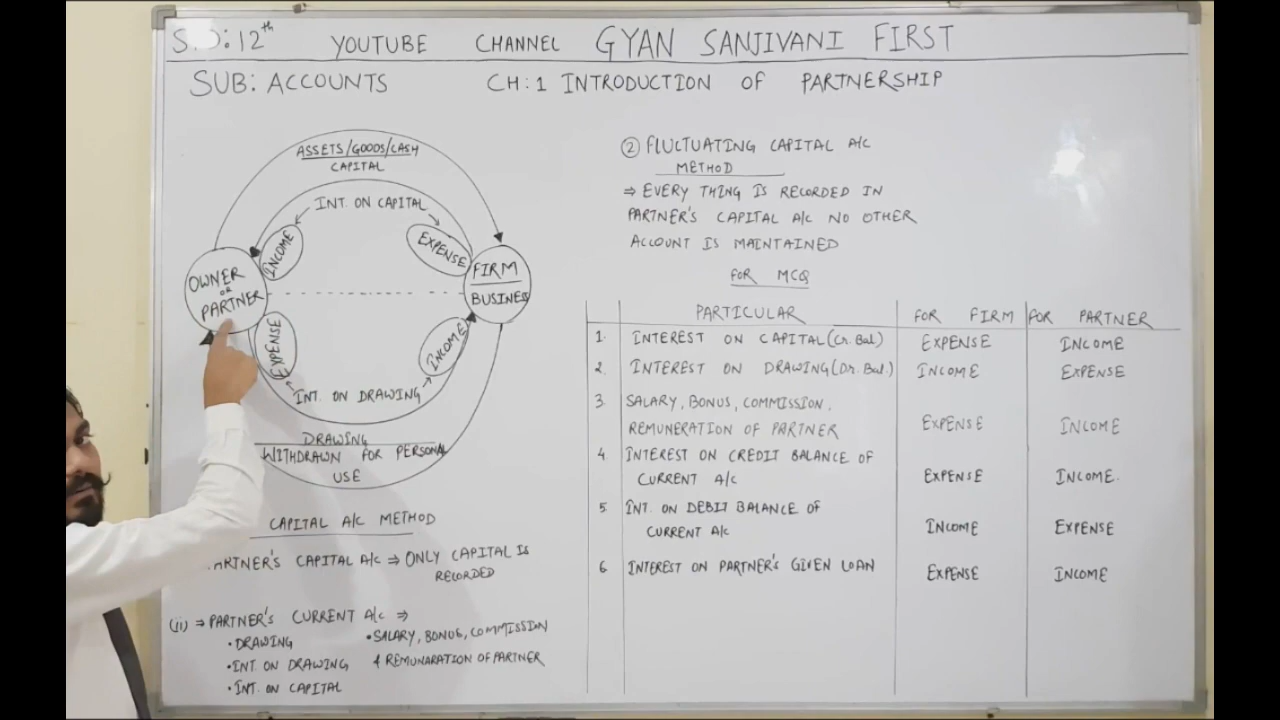 12th YOUTUBE CHANNEL GYAN SANJIVANI FIRST
SUB: ACCOUNTS CH:1 INTRODUCTION OF PARTNERSHIP
ASSETS/GOODS/CASH
CAPITAL
INT. ON CAPITAL
INCOME
EXPENSE
OWNER
OR
PARTNER
FIRM
BUSINESS
EXPENSE
INCOME
INT. ON DRAWING
DRAWING
WITHDRAWN FOR PERSONAL
USE
CAPITAL A/C METHOD
ARTNER'S CAPITAL A/C ⇒ ONLY CAPITAL IS
RECORDED
(II) ⇒ PARTNER'S CURRENT A/C ⇒
• DRAWING • SALARY, BONUS, COMMISSION
• INT. ON DRAWING & REMUNARATION OF PARTNER
• INT. ON CAPITAL
② FLUCTUATING CAPITAL A/C
METHOD
⇒ EVERY THING IS RECORDED IN
PARTNER'S CAPITAL A/C NO OTHER
ACCOUNT IS MAINTAINED
FOR MCQ
PARTICULAR FOR FIRM FOR PARTNER
1. INTEREST ON CAPITAL (Cr. Bal.) EXPENSE INCOME
2. INTEREST ON DRAWING (Dr. Bal.) INCOME EXPENSE
3. SALARY, BONUS, COMMISSION,
REMUNERATION OF PARTNER EXPENSE INCOME
4 INTEREST ON CREDIT BALANCE OF
CURRENT A/C EXPENSE INCOME.
5 INT. ON DEBIT BALANCE OF
CURRENT A/C INCOME EXPENSE
6 INTEREST ON PARTNER'S GIVEN LOAN EXPENSE INCOME